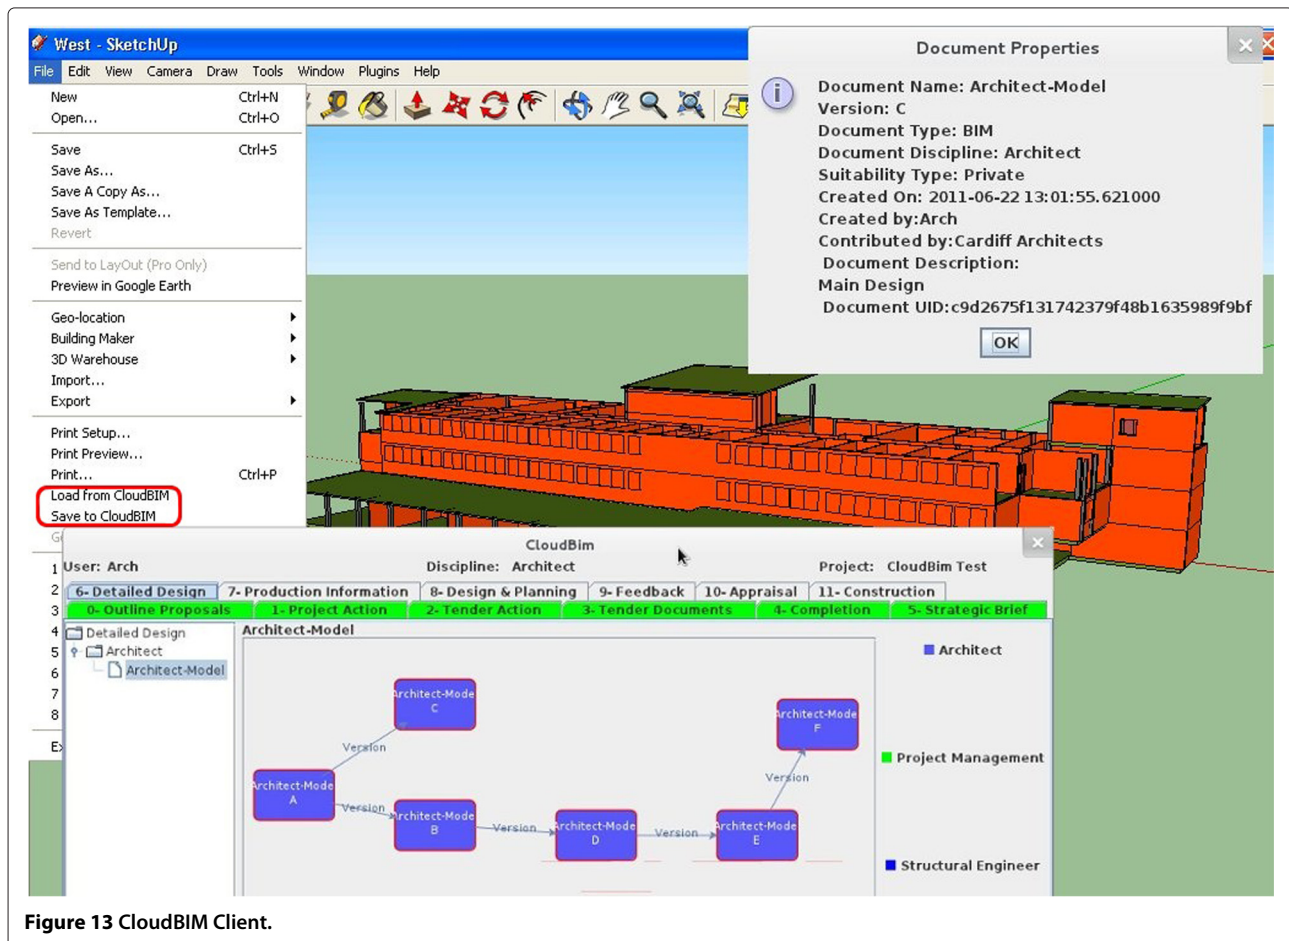 West - SketchUp
File Edit View Camera Draw Tools Window Plugins Help
New Ctrl+N
Open... Ctrl+O
Save Ctrl+S
Save As...
Save A Copy As...
Save As Template...
Revert
Send to LayOut (Pro Only)
Preview in Google Earth
Geo-location
Building Maker
3D Warehouse
Import...
Export
Print Setup...
Print Preview...
Print... Ctrl+P
Load from CloudBIM
Save to CloudBIM
1
2
3
4
5
6
7
8
Document Properties
Document Name: Architect-Model
Version: C
Document Type: BIM
Document Discipline: Architect
Suitability Type: Private
Created On: 2011-06-22 13:01:55.621000
Created by:Arch
Contributed by:Cardiff Architects
Document Description:
Main Design
Document UID:c9d2675f131742379f48b1635989f9bf
OK
CloudBim
User: Arch Discipline: Architect Project: CloudBim Test
6- Detailed Design 7- Production Information 8- Design & Planning 9- Feedback 10- Appraisal 11- Construction
0- Outline Proposals 1- Project Action 2- Tender Action 3- Tender Documents 4- Completion 5- Strategic Brief
Detailed Design
Architect
Architect-Model
Architect-Model
Architect-Mode
C
Version
Architect-Mode
A
Version
Architect-Mode
B
Version
Architect-Mode
D
Version
Architect-Mode
E
Version
Architect-Mode
F
Architect
Project Management
Structural Engineer
Figure 13 CloudBIM Client.